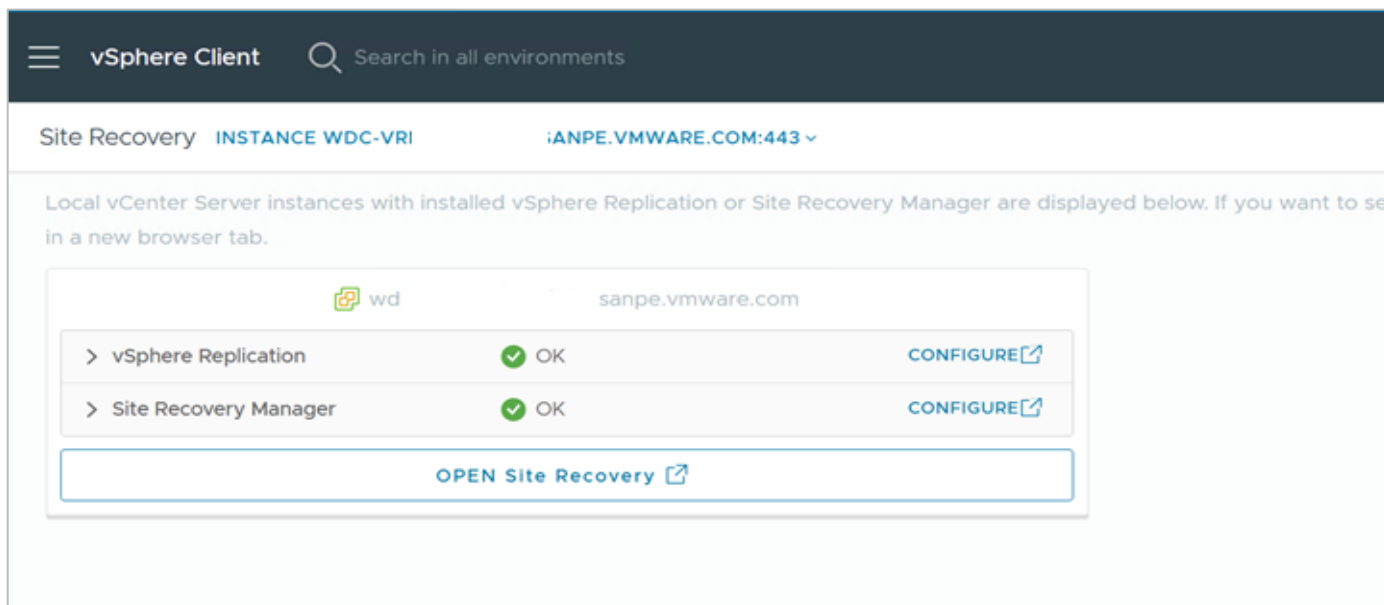 vSphere Client Search in all environments
Site Recovery INSTANCE WDC-VRI SANPE.VMWARE.COM:443
Local vCenter Server instances with installed vSphere Replication or Site Recovery Manager are displayed below. If you want to se
in a new browser tab.
wd sanpe.vmware.com
vSphere Replication OK CONFIGURE
Site Recovery Manager OK CONFIGURE
OPEN Site Recovery